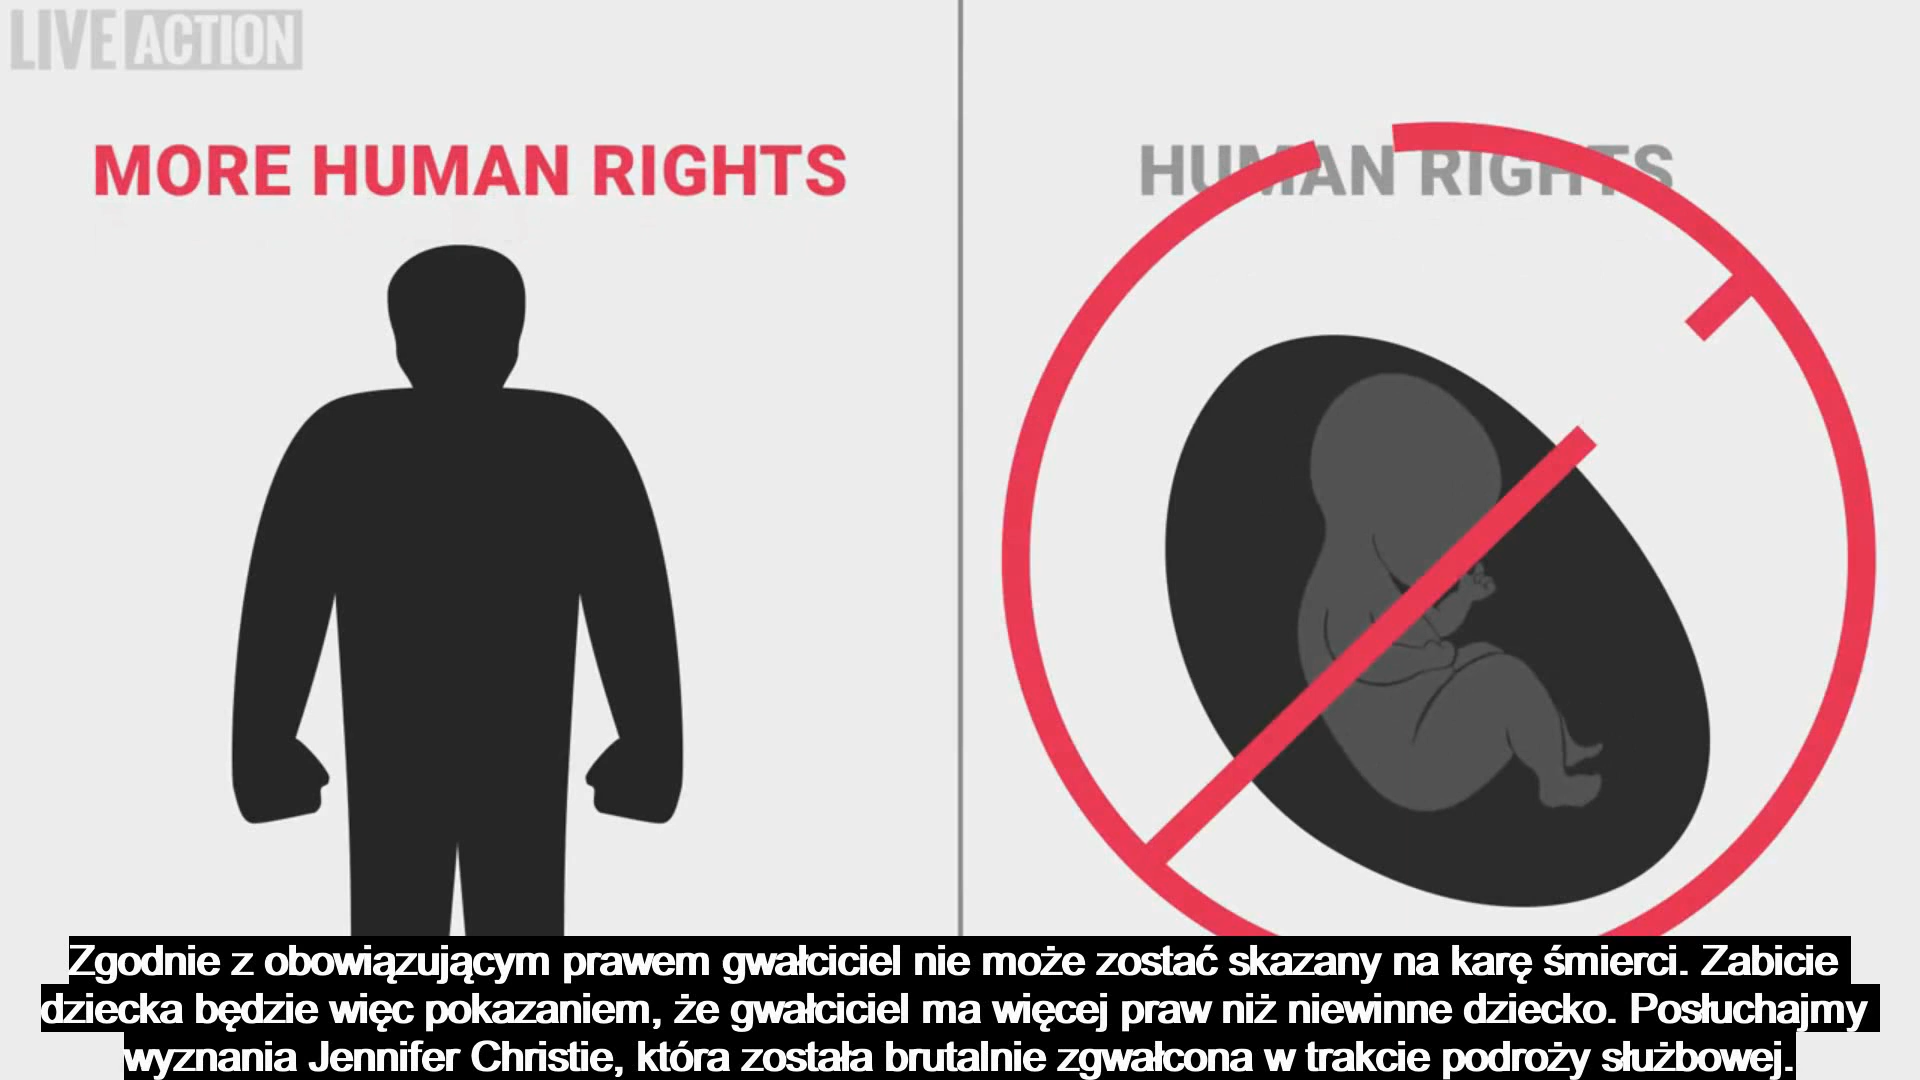 LIVE ACTION
MORE HUMAN RIGHTS
HUMAN RIGHTS
Zgodnie z obowiązującym prawem gwałciciel nie może zostać skazany na karę śmierci. Zabicie
dziecka będzie więc pokazaniem, że gwałciciel ma więcej praw niż niewinne dziecko. Posłuchajmy
wyznania Jennifer Christie, która została brutalnie zgwałcona w trakcie podroży służbowej.